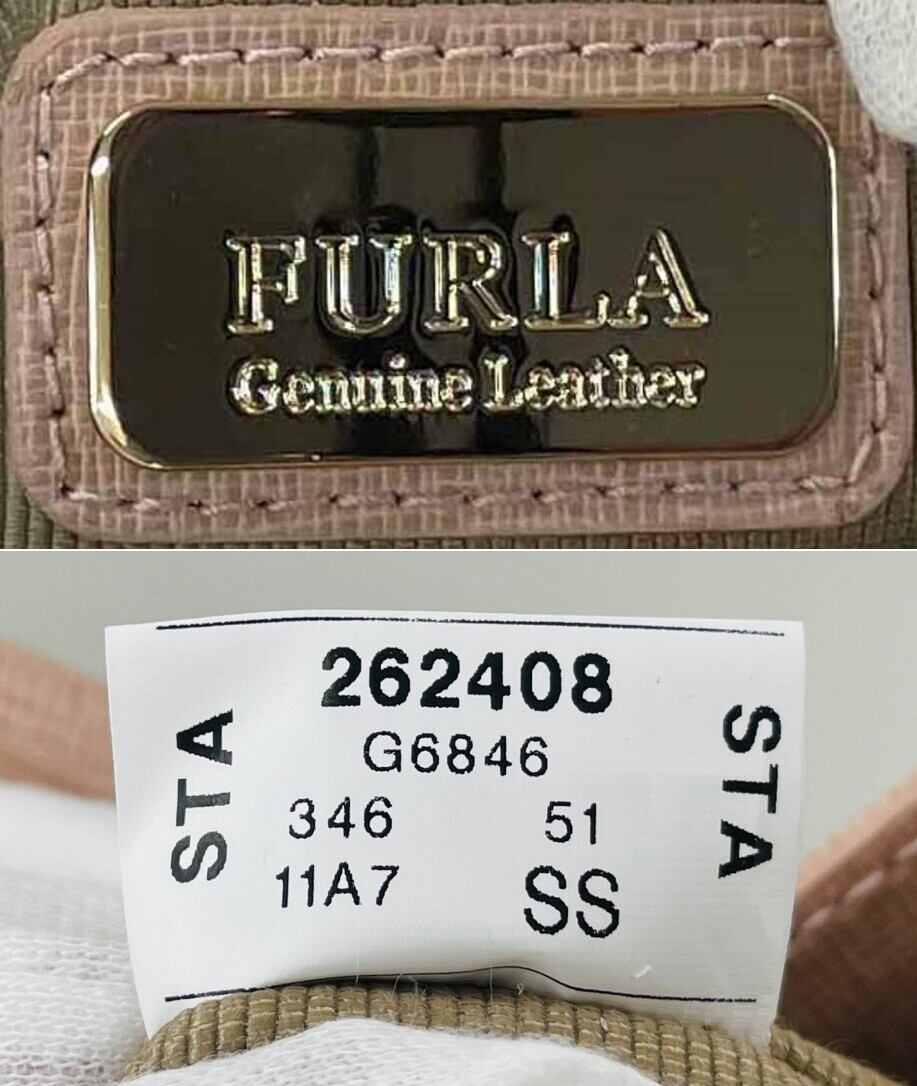 FURLA
Genuine Leather
262408
G6846
346 51
11A7 SS
STA
STA